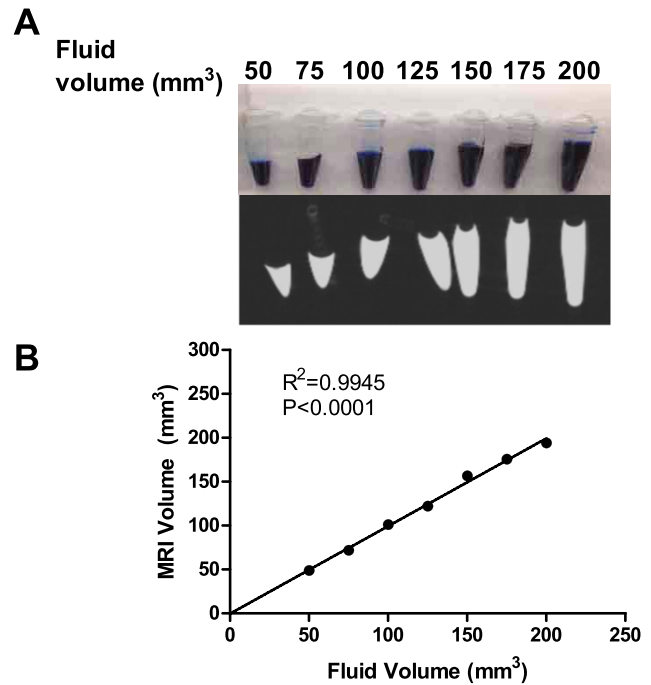 A
Fluid
volume (mm³) 50 75 100 125 150 175 200
B
300
250
200
150
100
50
0
MRI Volume (mm³)
R²=0.9945
P<0.0001
0 50 100 150 200 250
Fluid Volume (mm³)